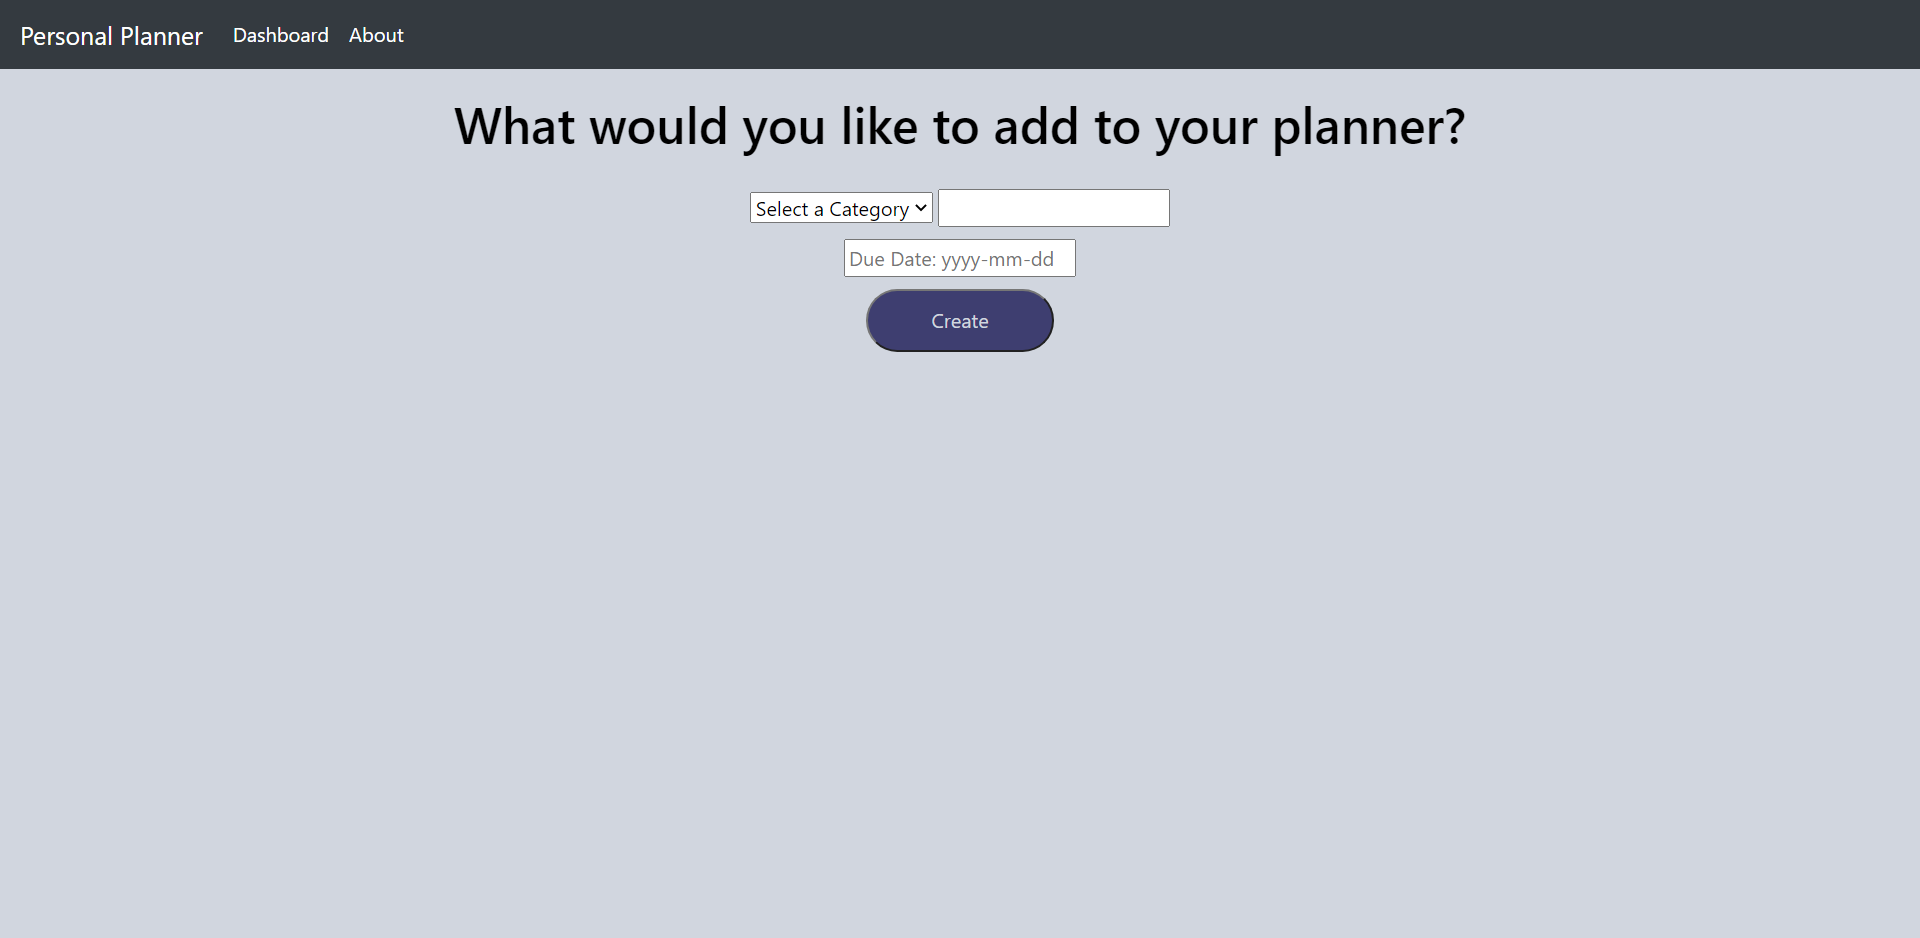 Personal Planner Dashboard About
What would you like to add to your planner?
Select a Category
Due Date: yyyy-mm-dd
Create